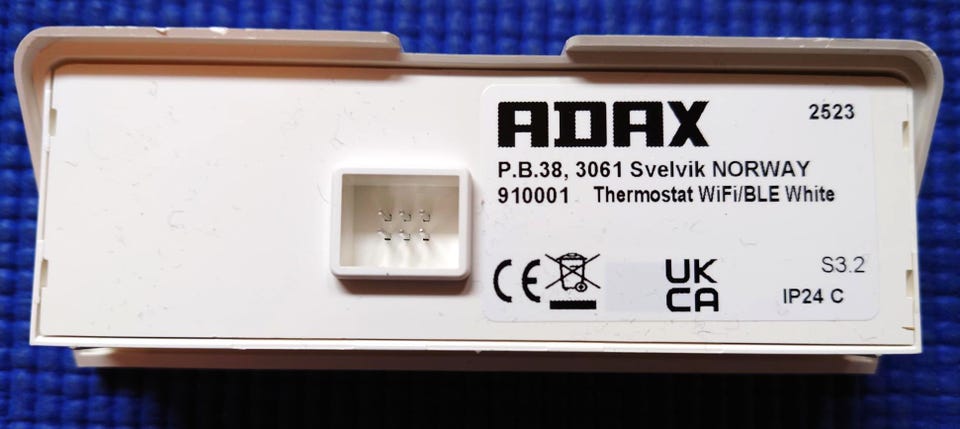 ADAX 2523
P.B.38, 3061 Svelvik NORWAY
910001 Thermostat WiFi/BLE White
CE UK
CA
S3.2
IP24 C